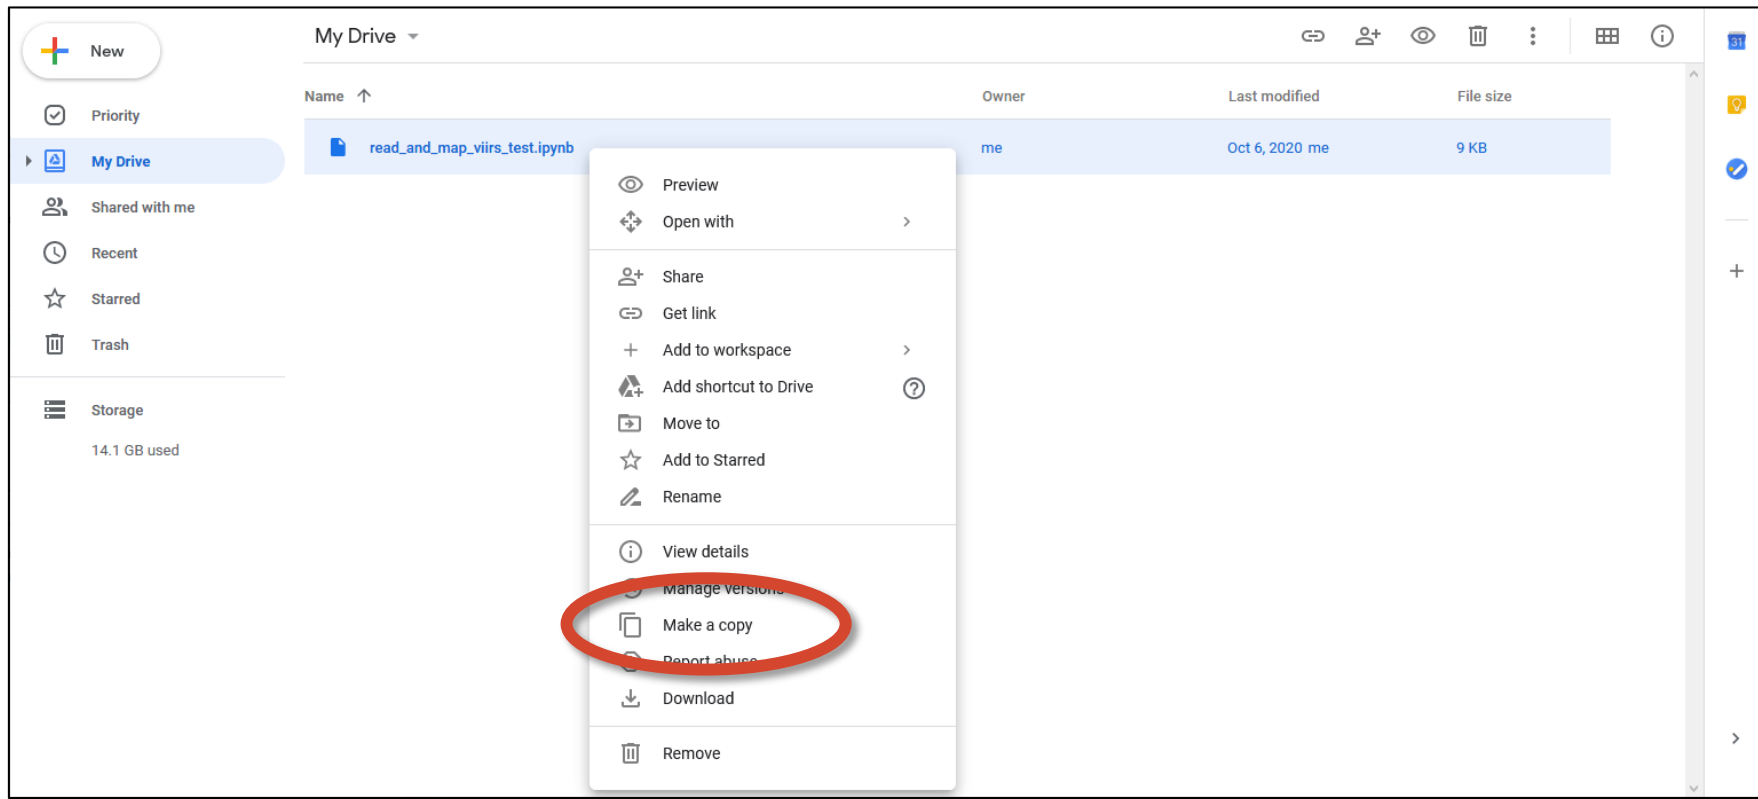 New
Priority
My Drive
Shared with me
Recent
Starred
Trash
Storage
14.1 GB used
My Drive
Name Owner Last modified File size
read_and_map_viirs_test.ipynb me Oct 6, 2020 me 9 KB
Preview
Open with
Share
Get link
Add to workspace
Add shortcut to Drive
Move to
Add to Starred
Rename
View details
Manage versions
Make a copy
Report abuse
Download
Remove
31